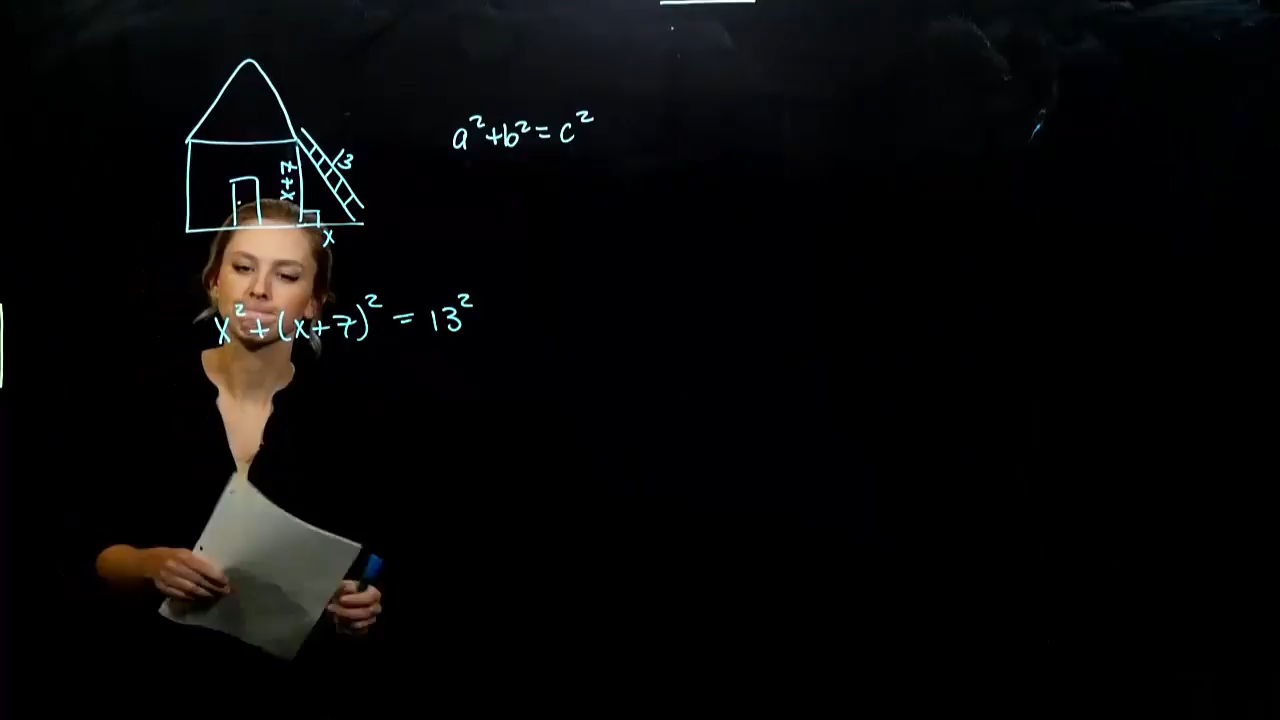 a²+b²=c²
13
x+7
x
x²+(x+7)²=13²